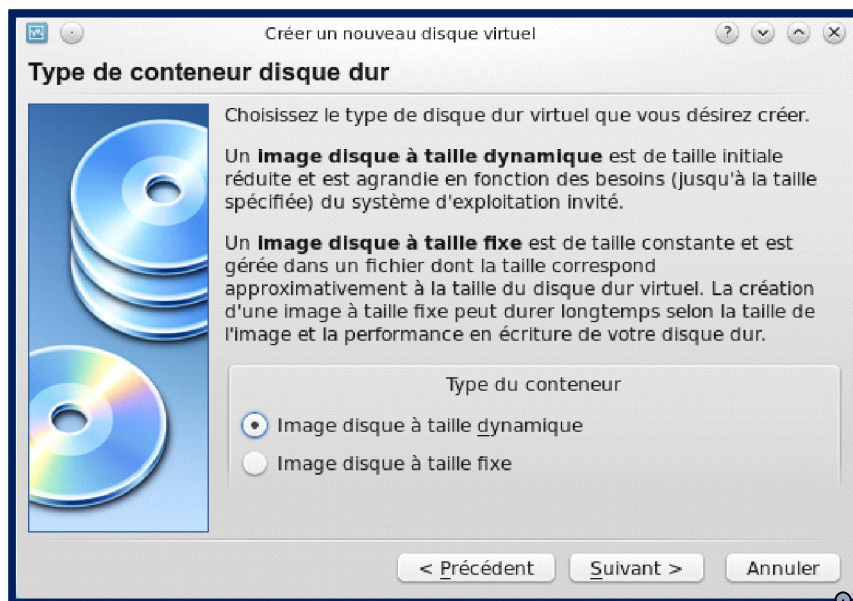 Créer un nouveau disque virtuel
Type de conteneur disque dur
Choisissez le type de disque dur virtuel que vous désirez créer.
Un image disque à taille dynamique est de taille initiale
réduite et est agrandie en fonction des besoins (jusqu'à la taille
spécifiée) du système d'exploitation invité.
Un image disque à taille fixe est de taille constante et est
gérée dans un fichier dont la taille correspond
approximativement à la taille du disque dur virtuel. La création
d'une image à taille fixe peut durer longtemps selon la taille de
l'image et la performance en écriture de votre disque dur.
Type du conteneur
Image disque à taille dynamique
Image disque à taille fixe
< Précédent Suivant > Annuler